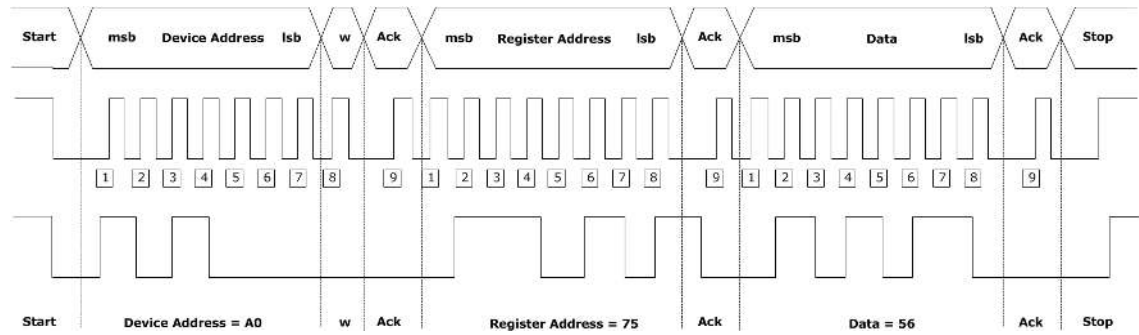 Start msb Device Address lsb w Ack msb Register Address lsb Ack msb Data lsb Ack Stop
1 2 3 4 5 6 7 8 9 1 2 3 4 5 6 7 8 9 1 2 3 4 5 6 7 8 9
Start Device Address = A0 w Ack Register Address = 75 Ack Data = 56 Ack Stop